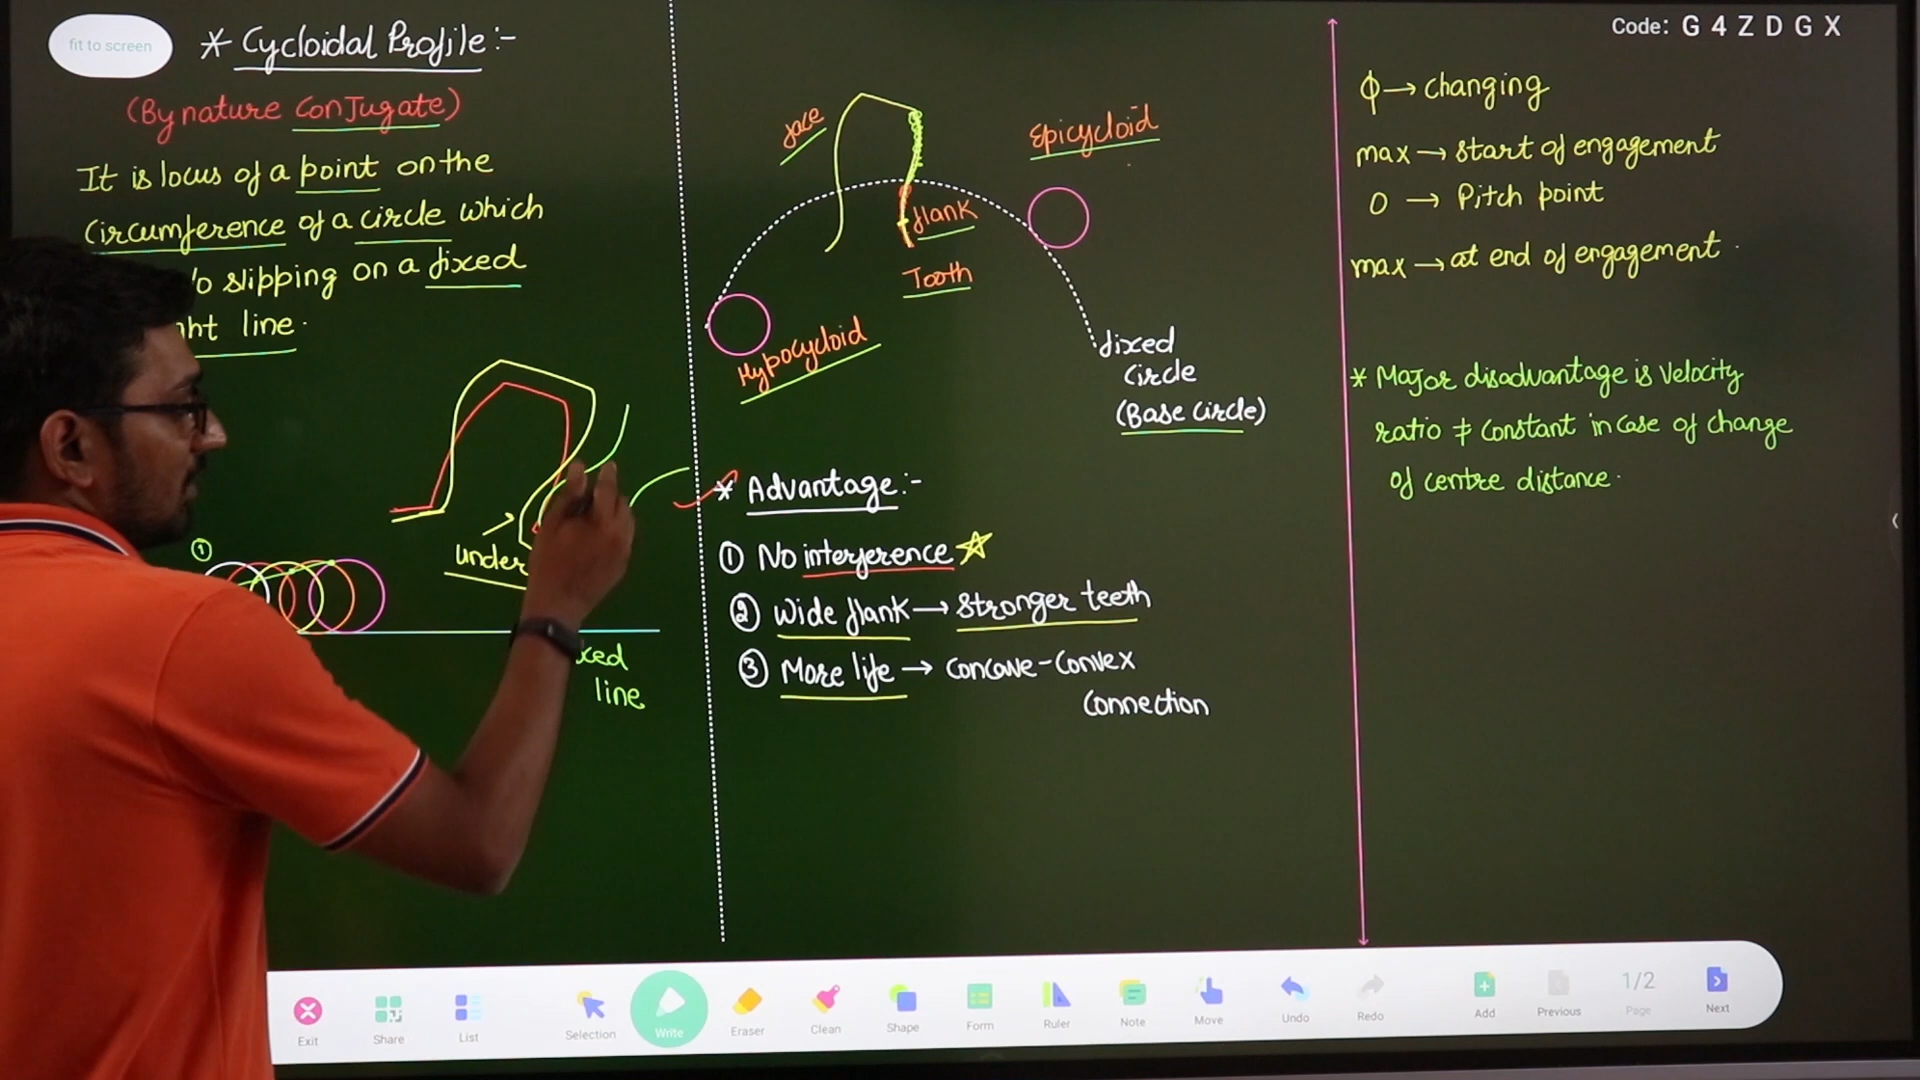 fit to screen
* Cycloidal Profile:-
(By nature conjugate)
It is locus of a point on the
Circumference of a circle which
slipping on a fixed
line.
①
under
line
face
Epicycloid
flank
Tooth
Hypocycloid
fixed
circle
(Base circle)
* Advantage:-
① No interference ☆
② Wide flank → stronger teeth
③ More life → concave-convex
connection
Code: G 4 Z D G X
ϕ → changing
max → start of engagement
0 → Pitch point
max → at end of engagement.
* Major disadvantage is velocity
ratio ≠ constant in case of change
of centre distance.
Exit
Share
List
Selection
Write
Eraser
Clean
Shape
Form
Ruler
Note
Move
Undo
Redo
Add
Previous
1/2
Page
Next